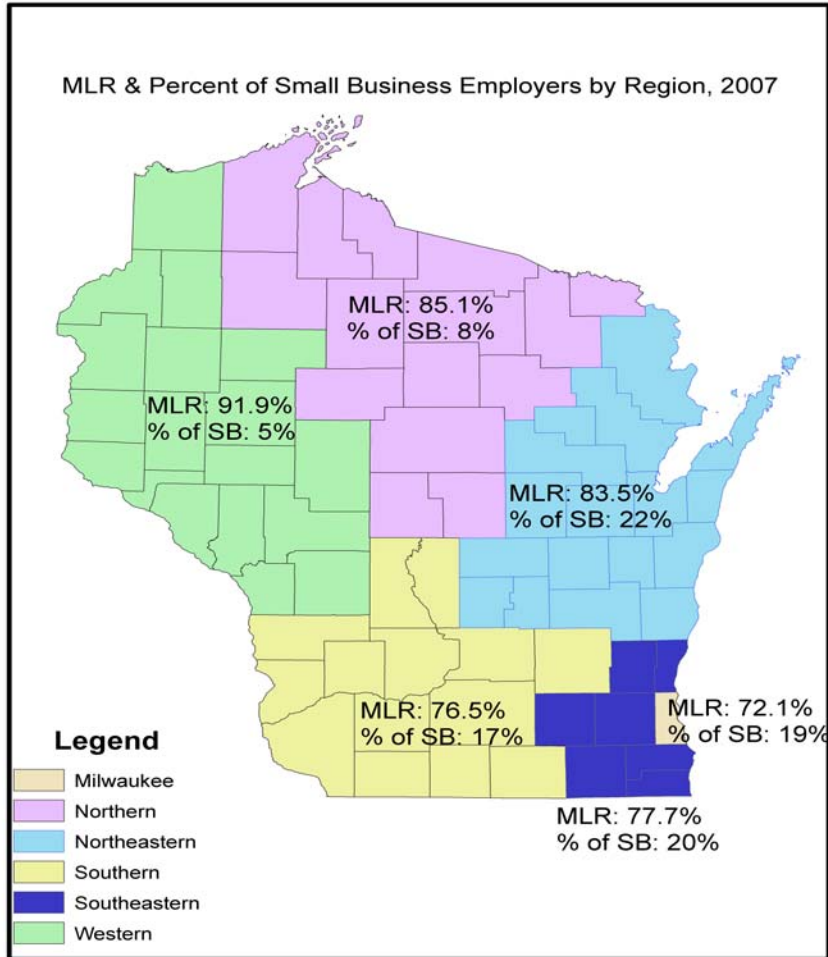 MLR & Percent of Small Business Employers by Region, 2007
MLR: 85.1%
% of SB: 8%
MLR: 91.9%
% of SB: 5%
MLR: 83.5%
% of SB: 22%
MLR: 76.5%
% of SB: 17%
MLR: 72.1%
% of SB: 19%
MLR: 77.7%
% of SB: 20%
Legend
Milwaukee
Northern
Northeastern
Southern
Southeastern
Western